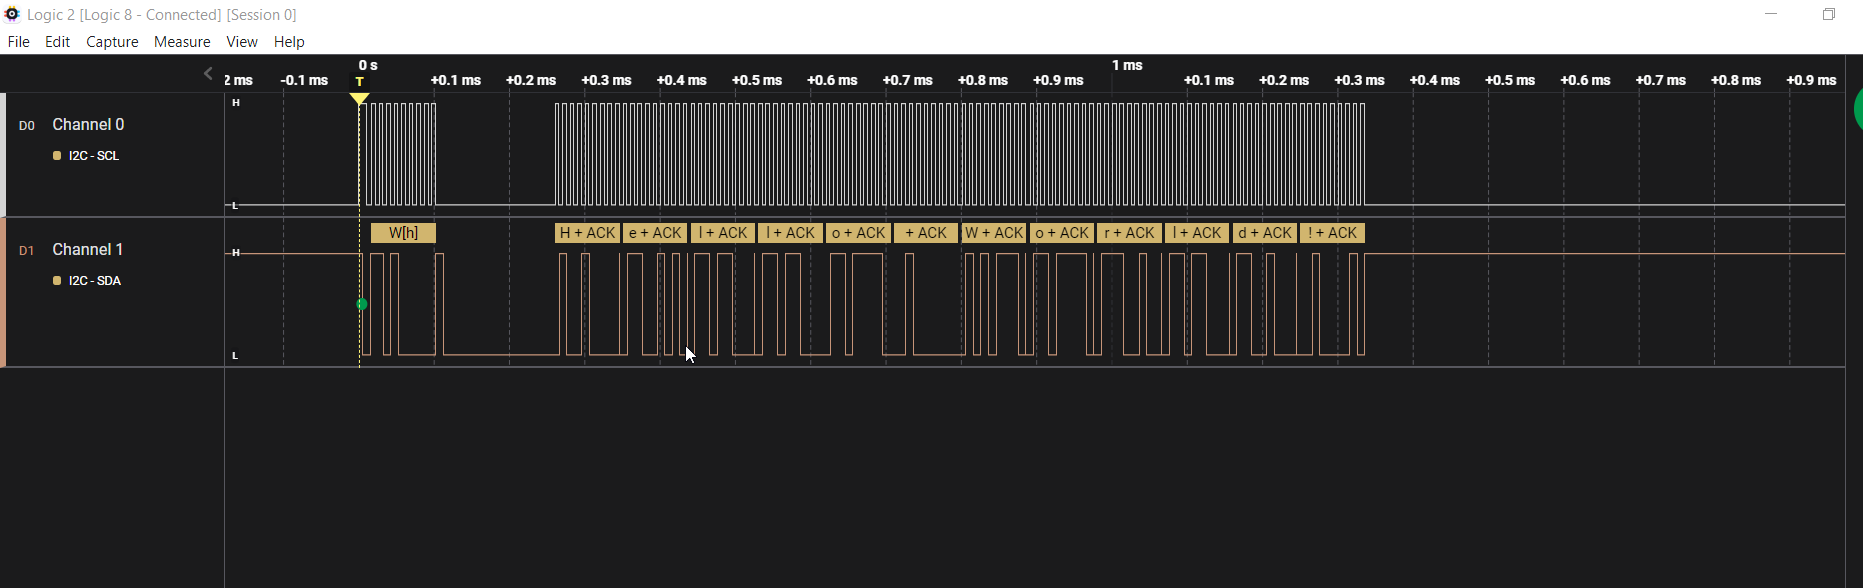 Logic 2 [Logic 8 - Connected] [Session 0]
File Edit Capture Measure View Help
0 s 1 ms
2 ms -0.1 ms T +0.1 ms +0.2 ms +0.3 ms +0.4 ms +0.5 ms +0.6 ms +0.7 ms +0.8 ms +0.9 ms +0.1 ms +0.2 ms +0.3 ms +0.4 ms +0.5 ms +0.6 ms +0.7 ms +0.8 ms +0.9 ms
H
D0 Channel 0
I2C - SCL
L
W[h] H + ACK e + ACK l + ACK l + ACK o + ACK + ACK W + ACK o + ACK r + ACK l + ACK d + ACK ! + ACK
D1 Channel 1 H
I2C - SDA
L